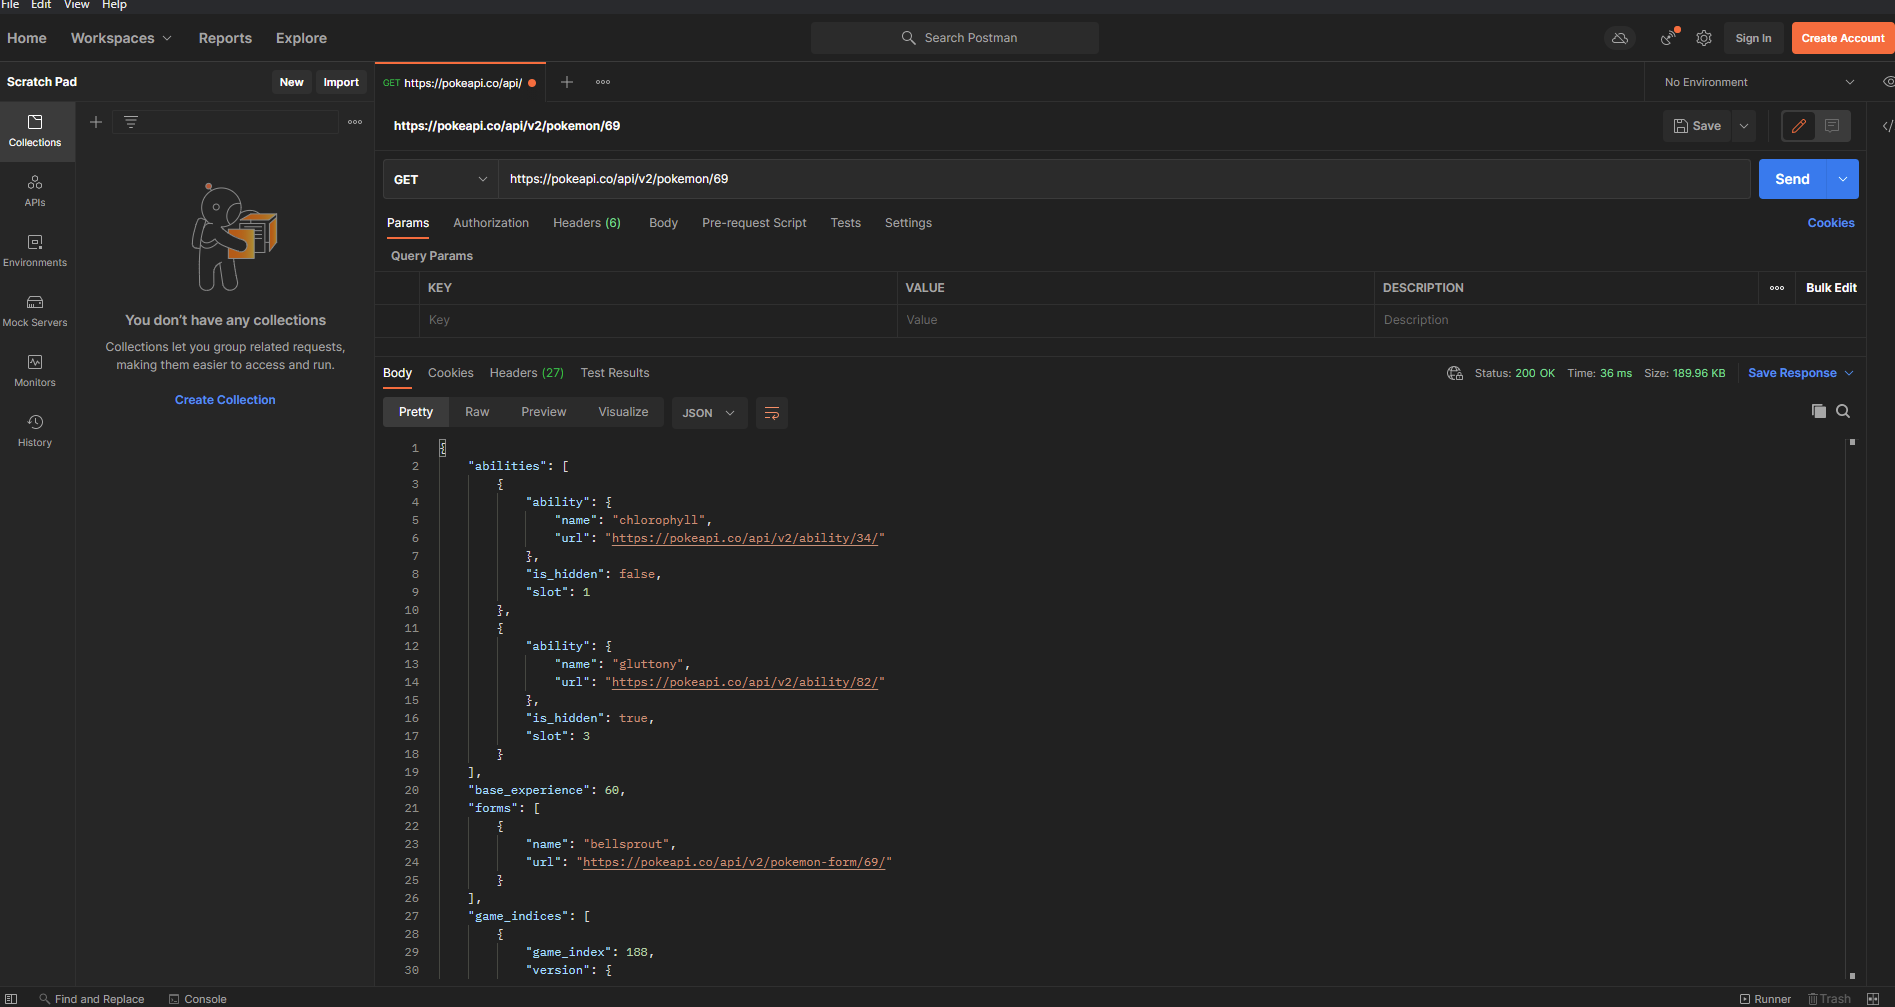 File Edit View Help
Home Workspaces Reports Explore Search Postman Sign In Create Account
Scratch Pad New Import GET https://pokeapi.co/api/ No Environment
https://pokeapi.co/api/v2/pokemon/69 Save
GET https://pokeapi.co/api/v2/pokemon/69 Send
Params Authorization Headers (6) Body Pre-request Script Tests Settings Cookies
Query Params
KEY VALUE DESCRIPTION Bulk Edit
Key Value Description
Collections
APIs
Environments
Mock Servers
Monitors
History
You don't have any collections
Collections let you group related requests,
making them easier to access and run.
Create Collection
Body Cookies Headers (27) Test Results Status: 200 OK Time: 36 ms Size: 189.96 KB Save Response
Pretty Raw Preview Visualize JSON
1 {
2 "abilities": [
3 {
4 "ability": {
5 "name": "chlorophyll",
6 "url": "https://pokeapi.co/api/v2/ability/34/"
7 },
8 "is_hidden": false,
9 "slot": 1
10 },
11 {
12 "ability": {
13 "name": "gluttony",
14 "url": "https://pokeapi.co/api/v2/ability/82/"
15 },
16 "is_hidden": true,
17 "slot": 3
18 }
19 ],
20 "base_experience": 60,
21 "forms": [
22 {
23 "name": "bellsprout",
24 "url": "https://pokeapi.co/api/v2/pokemon-form/69/"
25 }
26 ],
27 "game_indices": [
28 {
29 "game_index": 188,
30 "version": {
Find and Replace Console Runner Trash